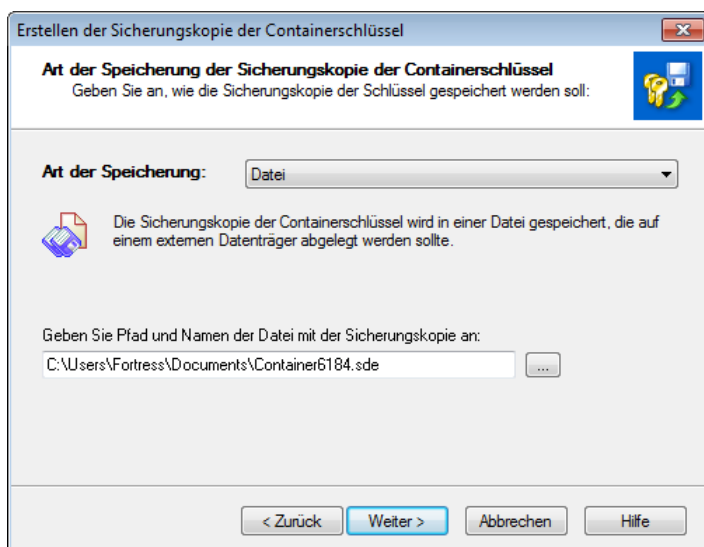 Erstellen der Sicherungskopie der Containerschlüssel
Art der Speicherung der Sicherungskopie der Containerschlüssel
Geben Sie an, wie die Sicherungskopie der Schlüssel gespeichert werden soll:
Art der Speicherung:
Datei
Die Sicherungskopie der Containerschlüssel wird in einer Datei gespeichert, die auf
einem externen Datenträger abgelegt werden sollte.
Geben Sie Pfad und Namen der Datei mit der Sicherungskopie an:
C:\Users\Fortress\Documents\Container6184.sde
...
< Zurück
Weiter >
Abbrechen
Hilfe